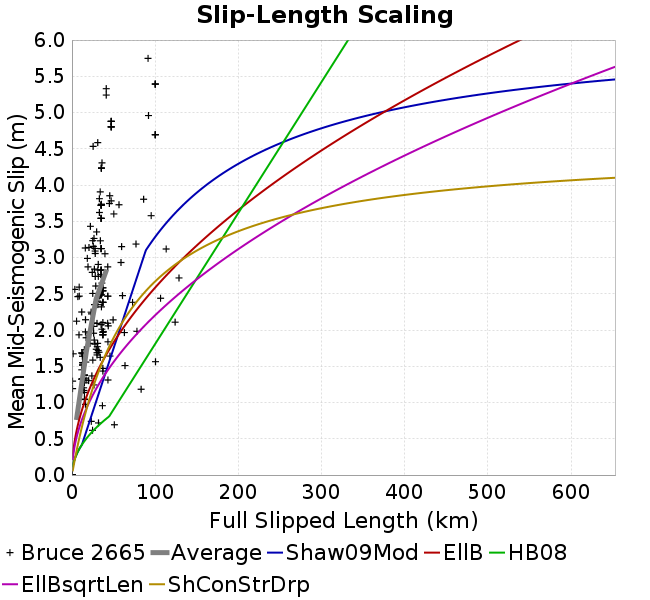 Slip-Length Scaling
Mean Mid-Seismogenic Slip (m)
6.0
5.5
5.0
4.5
4.0
3.5
3.0
2.5
2.0
1.5
1.0
0.5
0.0
0 100 200 300 400 500 600
Full Slipped Length (km)
Bruce 2665 Average Shaw09Mod EllB HB08
EllBsqrtLen ShConStrDrp